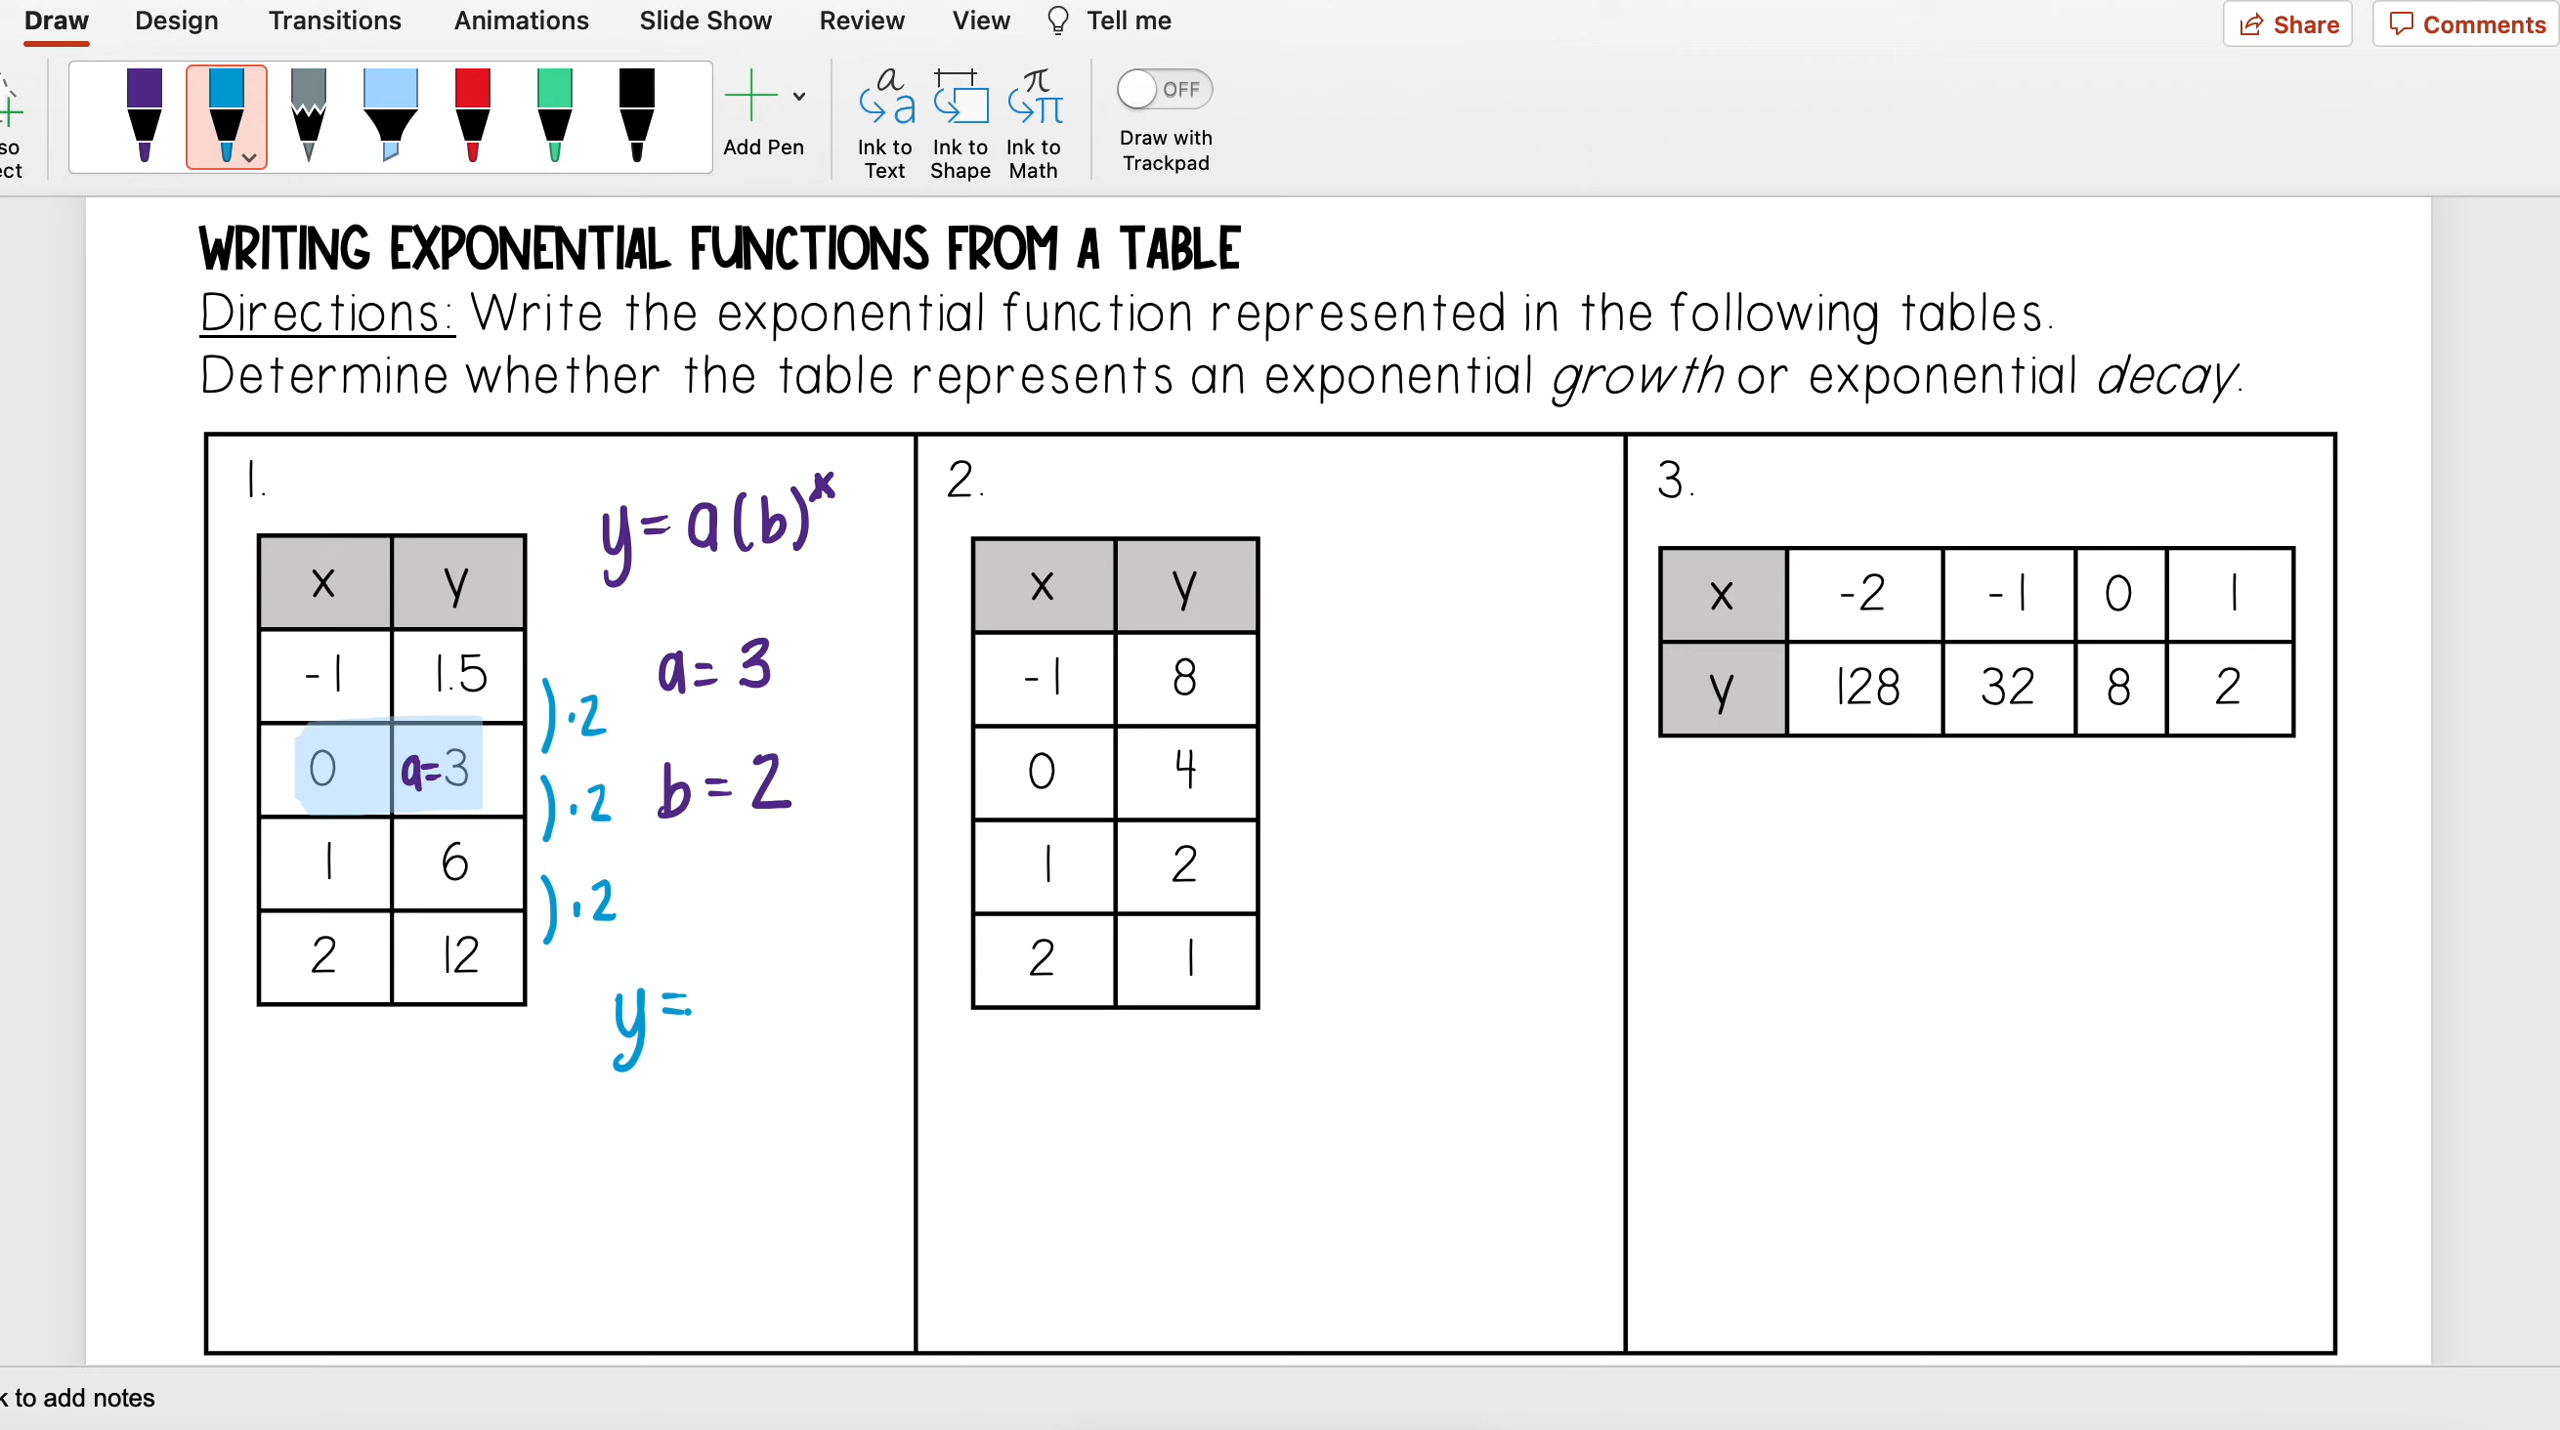 Draw Design Transitions Animations Slide Show Review View Tell me Share Comments
so
ect
Add Pen
Ink to Text
Ink to Shape
Ink to Math
OFF
Draw with Trackpad
WRITING EXPONENTIAL FUNCTIONS FROM A TABLE
Directions: Write the exponential function represented in the following tables.
Determine whether the table represents an exponential growth or exponential decay.
1.
y = a(b)^x
x y
-1 1.5
0 a=3
1 6
2 12
) ·2
) ·2
) ·2
a = 3
b = 2
y =
2.
x y
-1 8
0 4
1 2
2 1
3.
x -2 -1 0 1
y 128 32 8 2
k to add notes